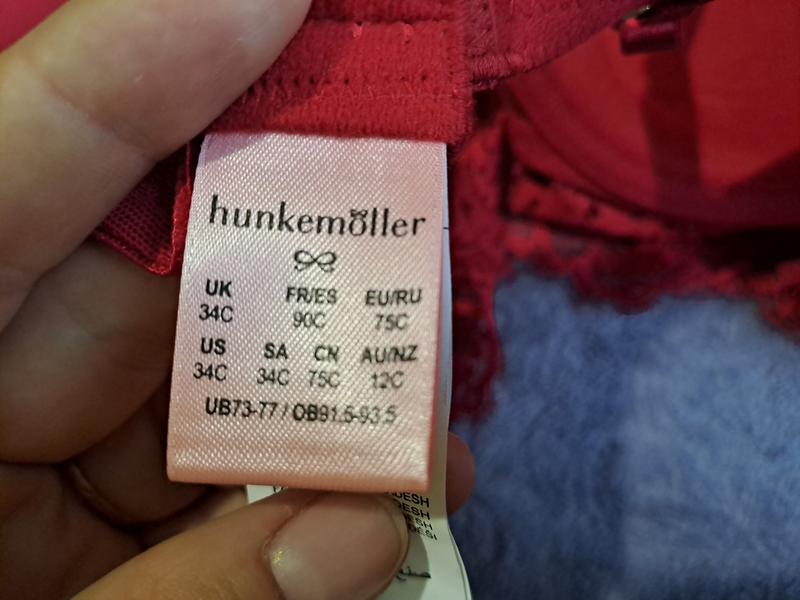 hunkemöller
UK FR/ES EU/RU
34C 90C 75C
US SA CN AU/NZ
34C 34C 75C 12C
UB73-77 / OB91.5-93.5